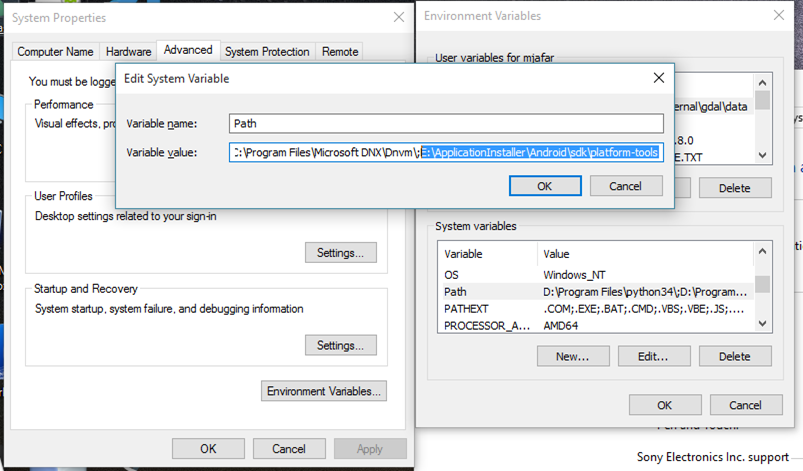 System Properties
Computer Name
Hardware
Advanced
System Protection
Remote
You must be logge
Performance
Visual effects, pro
User Profiles
Desktop settings related to your sign-in
Settings...
Startup and Recovery
System startup, system failure, and debugging information
Settings...
Environment Variables...
OK
Cancel
Apply
Edit System Variable
Variable name:
Path
Variable value:
C:\Program Files\Microsoft DNX\Dnvm\;E:\ApplicationInstaller\Android\sdk\platform-tools
OK
Cancel
Environment Variables
User variables for mjafar
ernal\gdal\data
.8.0
E.TXT
Delete
System variables
Variable Value
OS Windows_NT
Path D:\Program Files\python34\;D:\Program...
PATHEXT .COM;.EXE;.BAT;.CMD;.VBS;.VBE;.JS;....
PROCESSOR_A... AMD64
New...
Edit...
Delete
OK
Cancel
Sony Electronics Inc. support